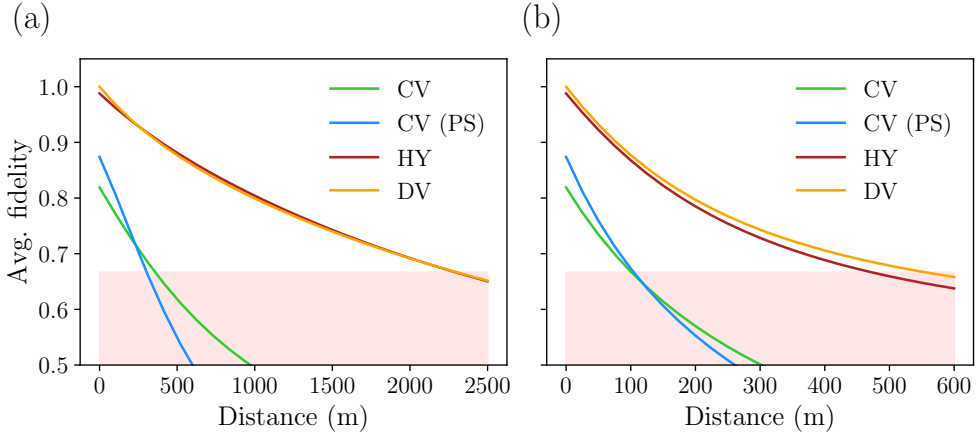 (a)
Avg. fidelity
1.0
0.9
0.8
0.7
0.6
0.5
CV
CV (PS)
HY
DV
0 500 1000 1500 2000 2500
Distance (m)
(b)
CV
CV (PS)
HY
DV
0 100 200 300 400 500 600
Distance (m)